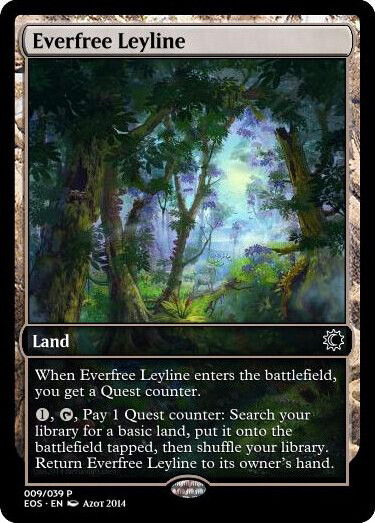 Everfree Leyline
Land
When Everfree Leyline enters the battlefield,
you get a Quest counter.
1, T, Pay 1 Quest counter: Search your
library for a basic land, put it onto the
battlefield tapped, then shuffle your library.
Return Everfree Leyline to its owner's hand.
009/039 P
EOS • EN Azot 2014